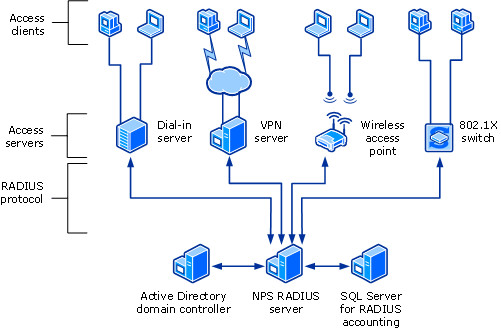 Access
clients
Access
servers
Dial-in
server
VPN
server
Wireless
access
point
802.1X
switch
RADIUS
protocol
Active Directory
domain controller
NPS RADIUS
server
SQL Server
for RADIUS
accounting